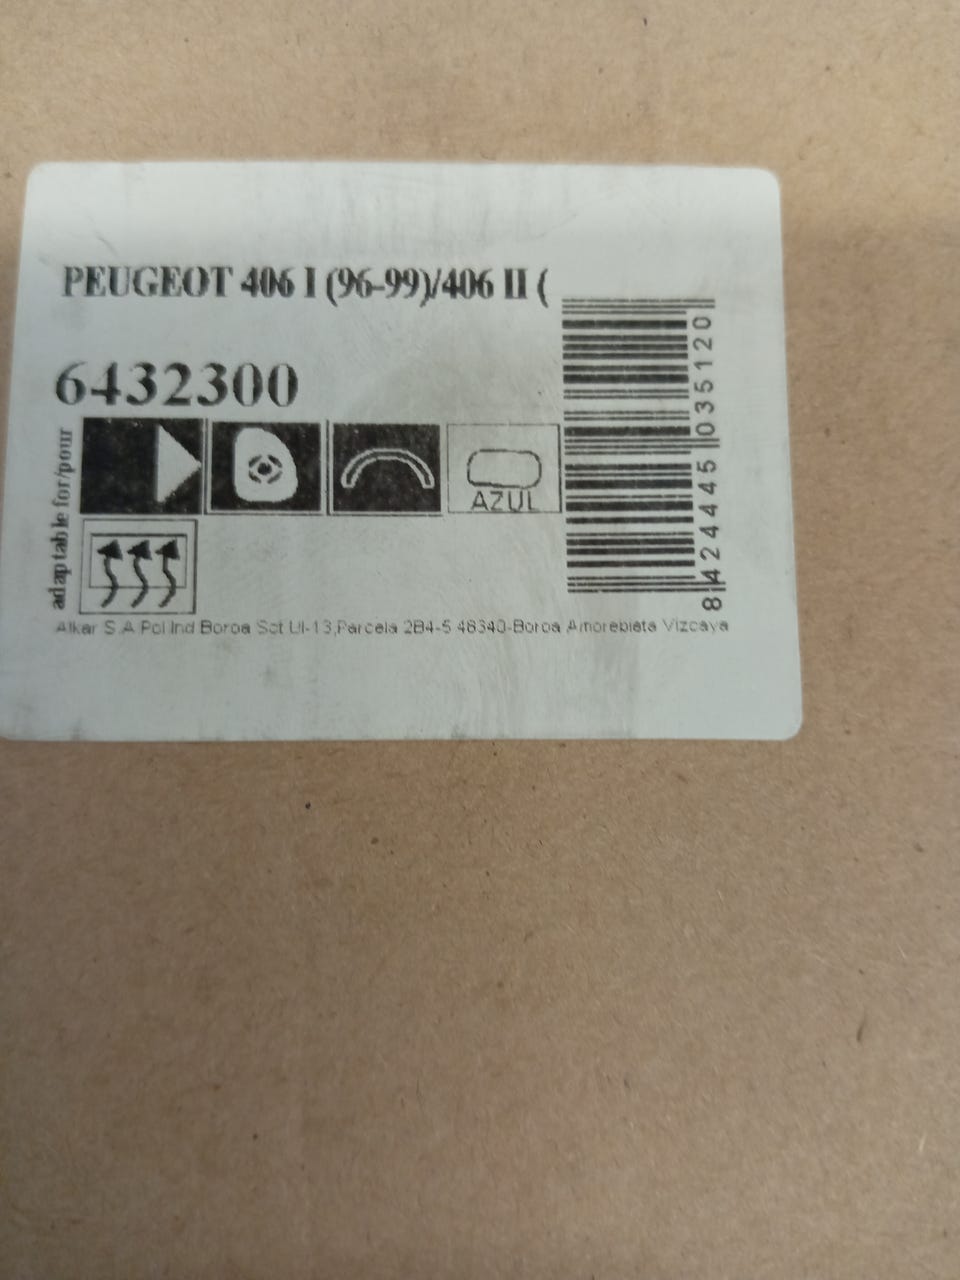 PEUGEOT 406 I (96-99)/406 II (
6432300
adaptable for/pour
AZUL
8 424445 035120
Alkar S.A Pol.Ind Boroa Sct UI-13,Parcela 2B4-5 48340-Boroa Amorebieta Vizcaya